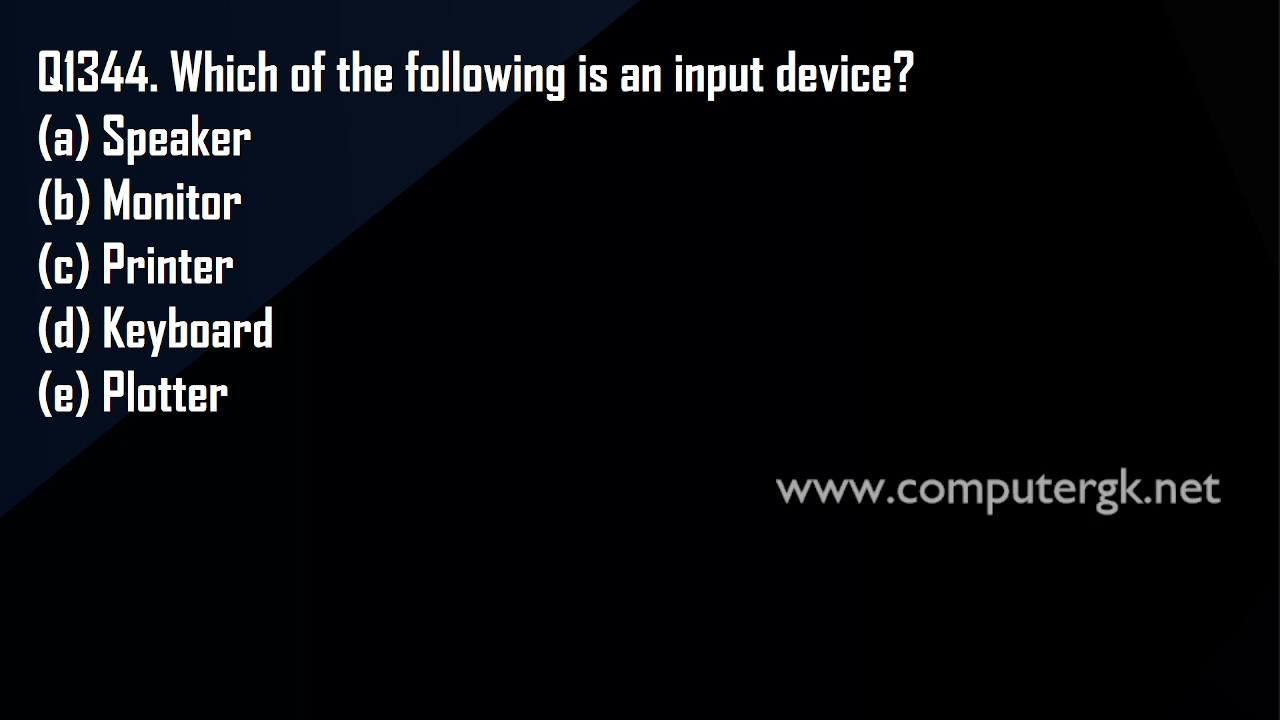 Q1344. Which of the following is an input device?
(a) Speaker
(b) Monitor
(c) Printer
(d) Keyboard
(e) Plotter
www.computergk.net